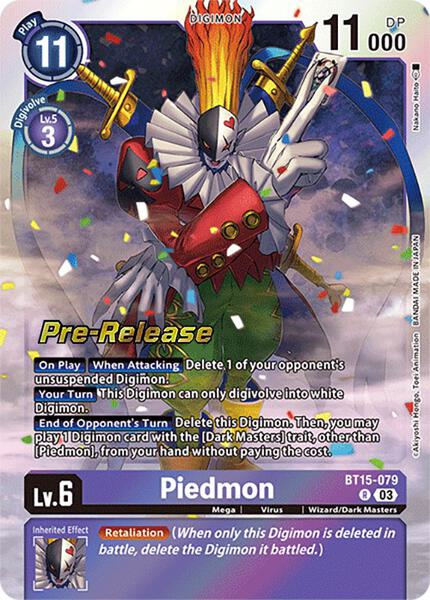 DIGIMON
Play
11
11 000
DP
Digivolve
Lv.5
3
Nakano Haito
©Akiyoshi Hongo, Toei Animation BANDAI MADE IN JAPAN
Pre-Release
On Play When Attacking Delete 1 of your opponent's
unsuspended Digimon.
Your Turn This Digimon can only digivolve into white
Digimon.
End of Opponent's Turn Delete this Digimon. Then, you may
play 1 Digimon card with the [Dark Masters] trait, other than
[Piedmon], from your hand without paying the cost.
Lv.6
Piedmon
BT15-079
R 03
Mega Virus Wizard/Dark Masters
Inherited Effect
Retaliation (When only this Digimon is deleted in
battle, delete the Digimon it battled.)